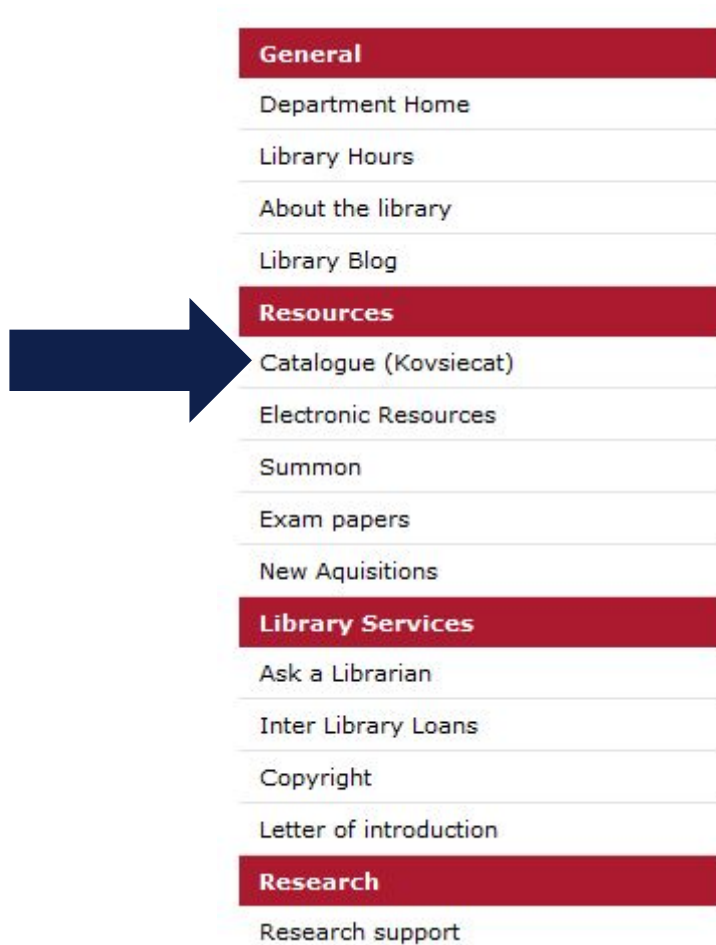 General
Department Home
Library Hours
About the library
Library Blog
Resources
Catalogue (Kovsiecat)
Electronic Resources
Summon
Exam papers
New Aquisitions
Library Services
Ask a Librarian
Inter Library Loans
Copyright
Letter of introduction
Research
Research support